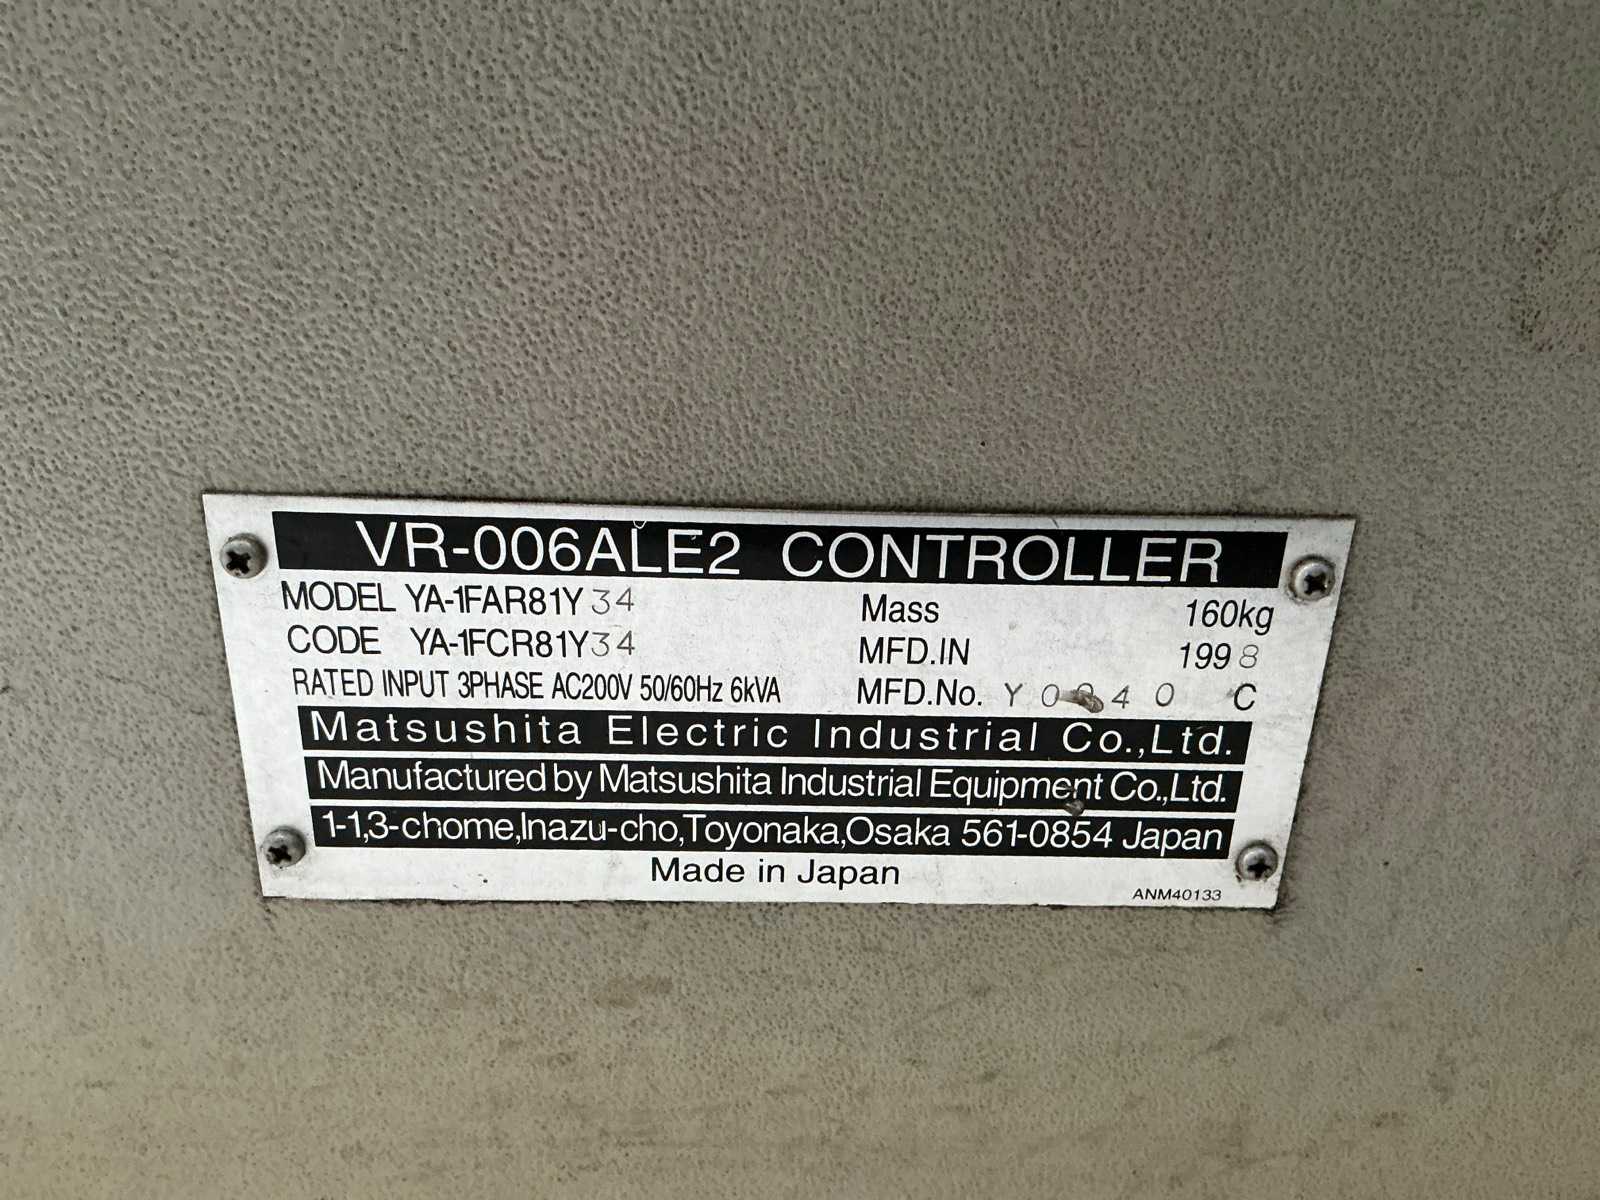 VR-006ALE2 CONTROLLER
MODEL YA-1FAR81Y34 Mass 160kg
CODE YA-1FCR81Y34 MFD.IN 1998
RATED INPUT 3PHASE AC200V 50/60Hz 6kVA MFD.No. C
Matsushita Electric Industrial Co.,Ltd.
Manufactured by Matsushita Industrial Equipment Co.,Ltd.
1-1,3-chome,Inazu-cho,Toyonaka,Osaka 561-0854 Japan
Made in Japan
ANM40133